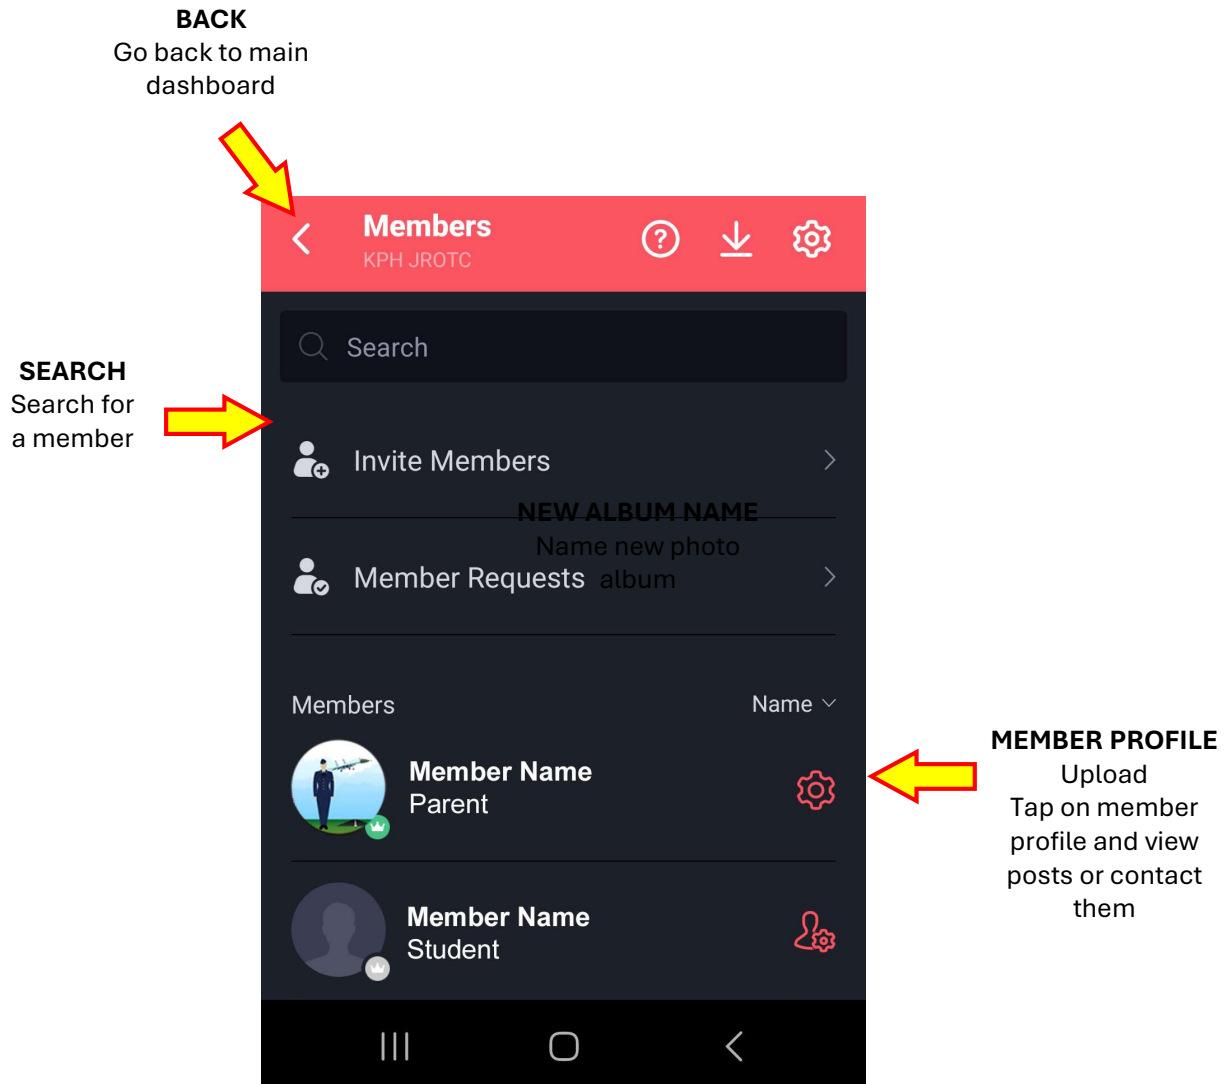 BACK
Go back to main
dashboard
Members
KPH JROTC
Search
SEARCH
Search for
a member
Invite Members
NEW ALBUM NAME
Name new photo
album
Member Requests
Members
Name
Member Name
Parent
MEMBER PROFILE
Upload
Tap on member
profile and view
posts or contact
them
Member Name
Student